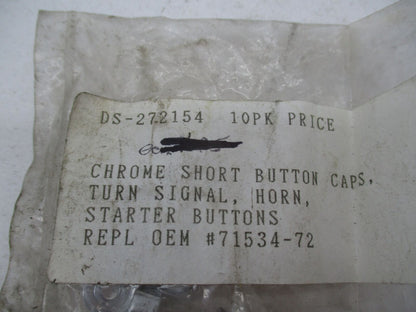 DS-272154 10PK PRICE
CHROME SHORT BUTTON CAPS,
TURN SIGNAL, HORN,
STARTER BUTTONS
REPL OEM #71534-72